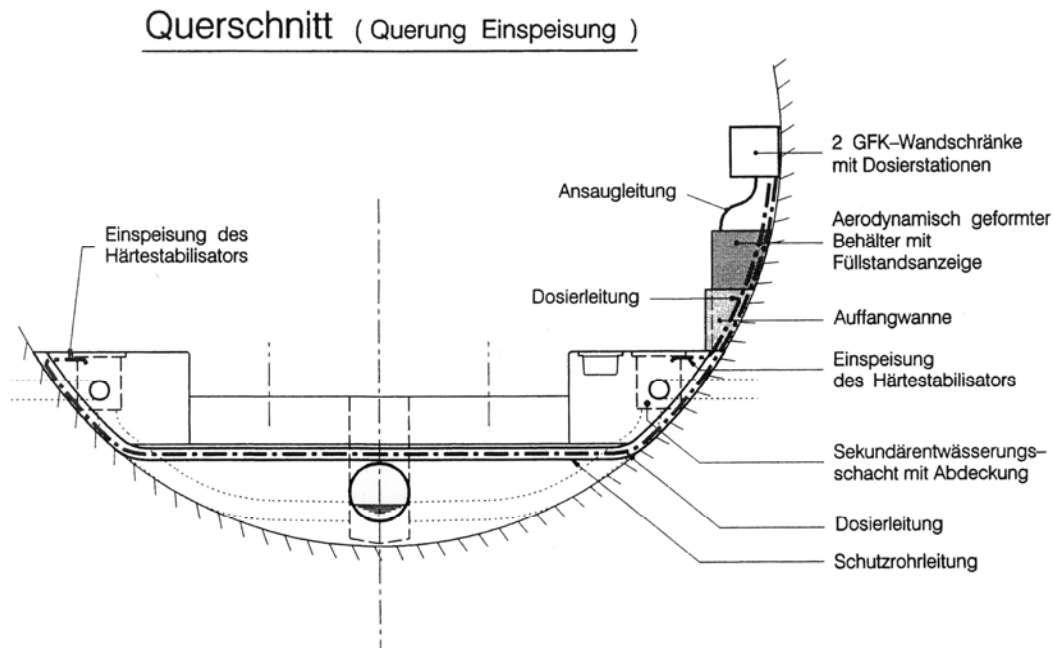 Querschnitt ( Querung Einspeisung )
2 GFK–Wandschränke
mit Dosierstationen
Ansaugleitung
Aerodynamisch geformter
Behälter mit
Füllstandsanzeige
Einspeisung des
Härtestabilisators
Dosierleitung
Auffangwanne
Einspeisung
des Härtestabilisators
Sekundärentwässerungs–
schacht mit Abdeckung
Dosierleitung
Schutzrohrleitung